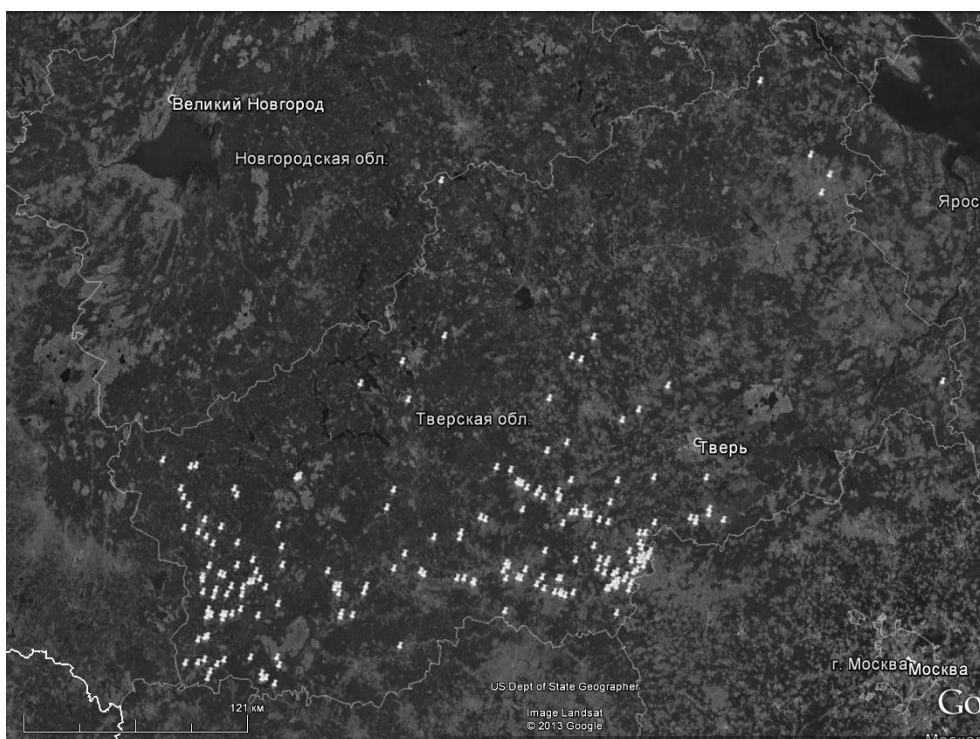 Великий Новгород
Новгородская обл.
Ярос
Тверская обл.
Тверь
г. Москва
Москва
US Dept of State Geographer
121 км
Image Landsat
© 2013 Google
Go